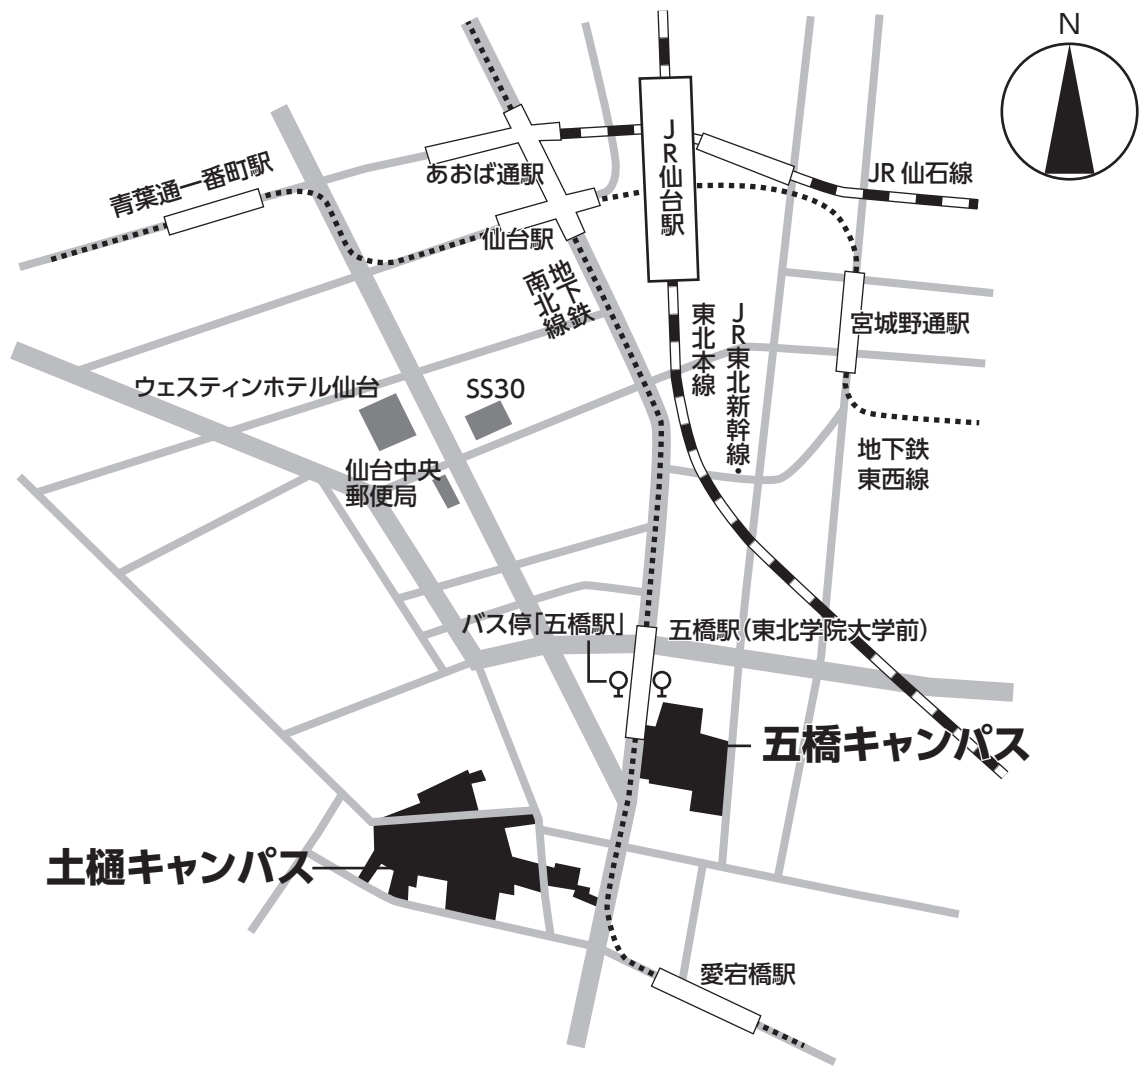 N
JR仙台駅
青葉通一番町駅
あおば通駅
JR 仙石線
仙台駅
地下鉄
南北線
東北本線
JR東北新幹線・
宮城野通駅
ウェスティンホテル仙台
SS30
仙台中央
郵便局
地下鉄
東西線
バス停「五橋駅」
五橋駅（東北学院大学前）
五橋キャンパス
土樋キャンパス
愛宕橋駅